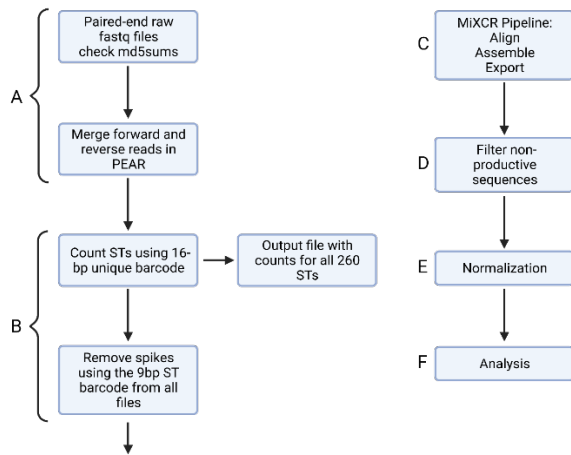 A
Paired-end raw
fastq files
check md5sums
Merge forward and
reverse reads in
PEAR
B
Count STs using 16-
bp unique barcode
Output file with
counts for all 260
STs
Remove spikes
using the 9bp ST
barcode from all
files
C
MiXCR Pipeline:
Align
Assemble
Export
D
Filter non-
productive
sequences
E
Normalization
F
Analysis